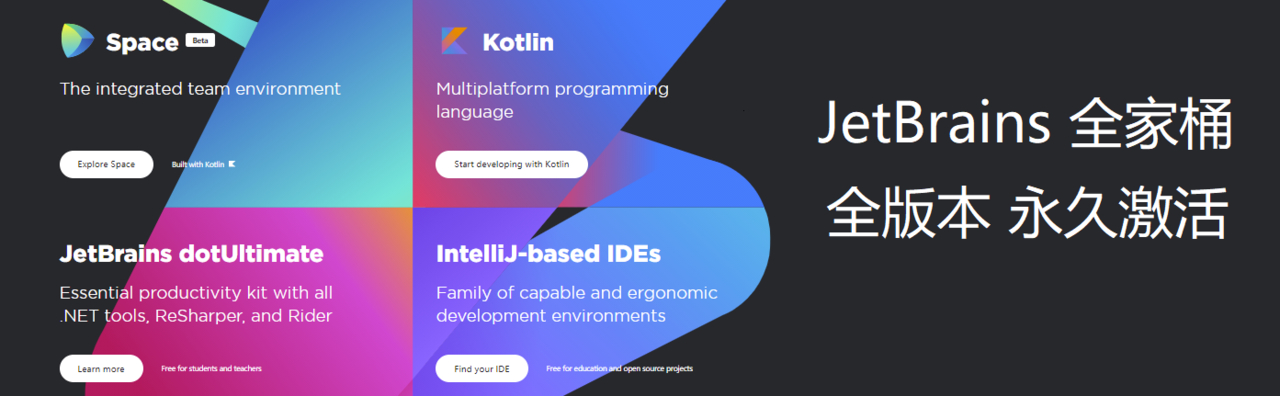 Space Beta
The integrated team environment
Explore Space
Built with Kotlin
Kotlin
Multiplatform programming
language
Start developing with Kotlin
JetBrains dotUltimate
Essential productivity kit with all
.NET tools, ReSharper, and Rider
Learn more
Free for students and teachers
IntelliJ-based IDEs
Family of capable and ergonomic
development environments
Find your IDE
Free for education and open source projects
JetBrains 全家桶
全版本 永久激活